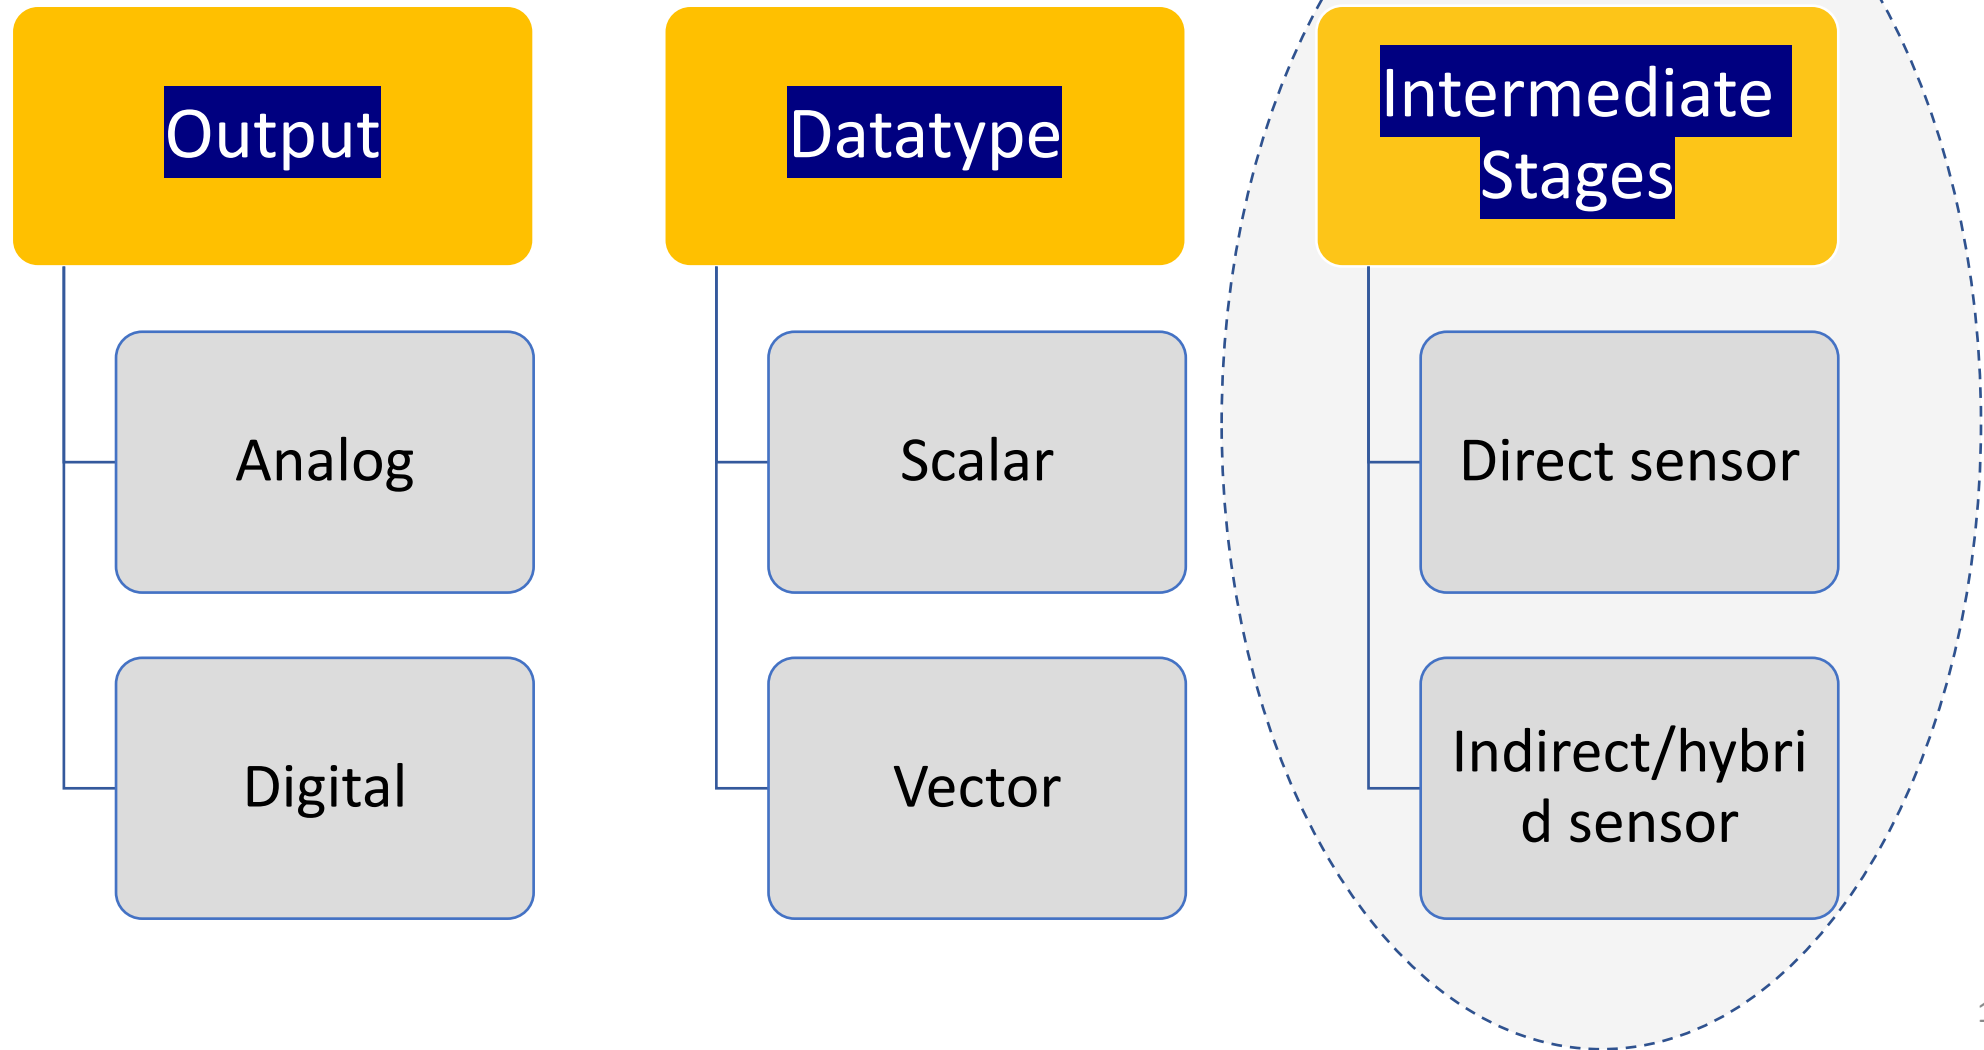 Output
Analog
Digital
Datatype
Scalar
Vector
Intermediate
Stages
Direct sensor
Indirect/hybri
d sensor